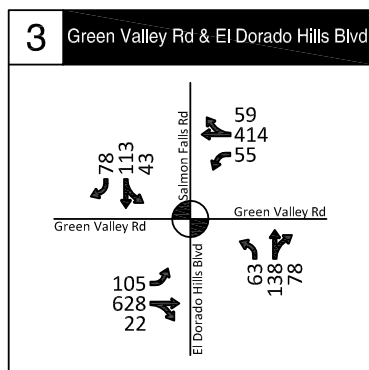 3 Green Valley Rd & El Dorado Hills Blvd
Salmon Falls Rd
59
414
55
78
113
43
Green Valley Rd
Green Valley Rd
El Dorado Hills Blvd
105
628
22
63
138
78